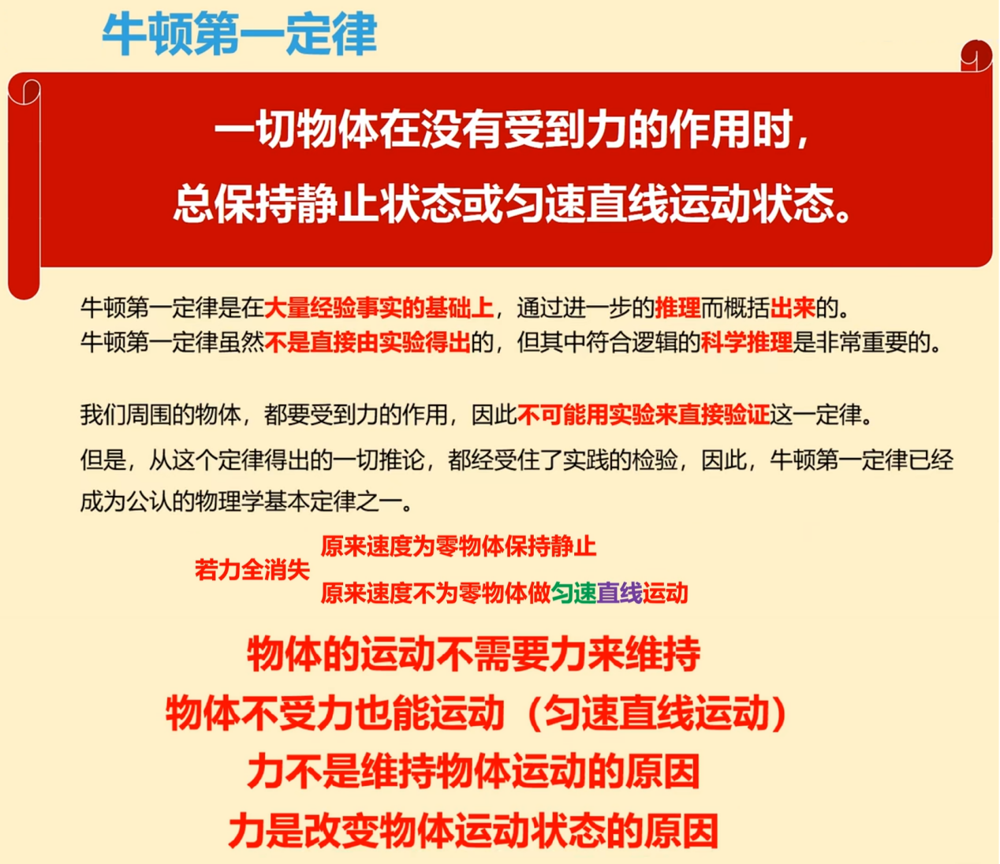 牛顿第一定律
一切物体在没有受到力的作用时，
总保持静止状态或匀速直线运动状态。
牛顿第一定律是在大量经验事实的基础上，通过进一步的推理而概括出来的。
牛顿第一定律虽然不是直接由实验得出的，但其中符合逻辑的科学推理是非常重要的。
我们周围的物体，都要受到力的作用，因此不可能用实验来直接验证这一定律。
但是，从这个定律得出的一切推论，都经受住了实践的检验，因此，牛顿第一定律已经
成为公认的物理学基本定律之一。
原来速度为零物体保持静止
若力全消失
原来速度不为零物体做匀速直线运动
物体的运动不需要力来维持
物体不受力也能运动（匀速直线运动）
力不是维持物体运动的原因
力是改变物体运动状态的原因